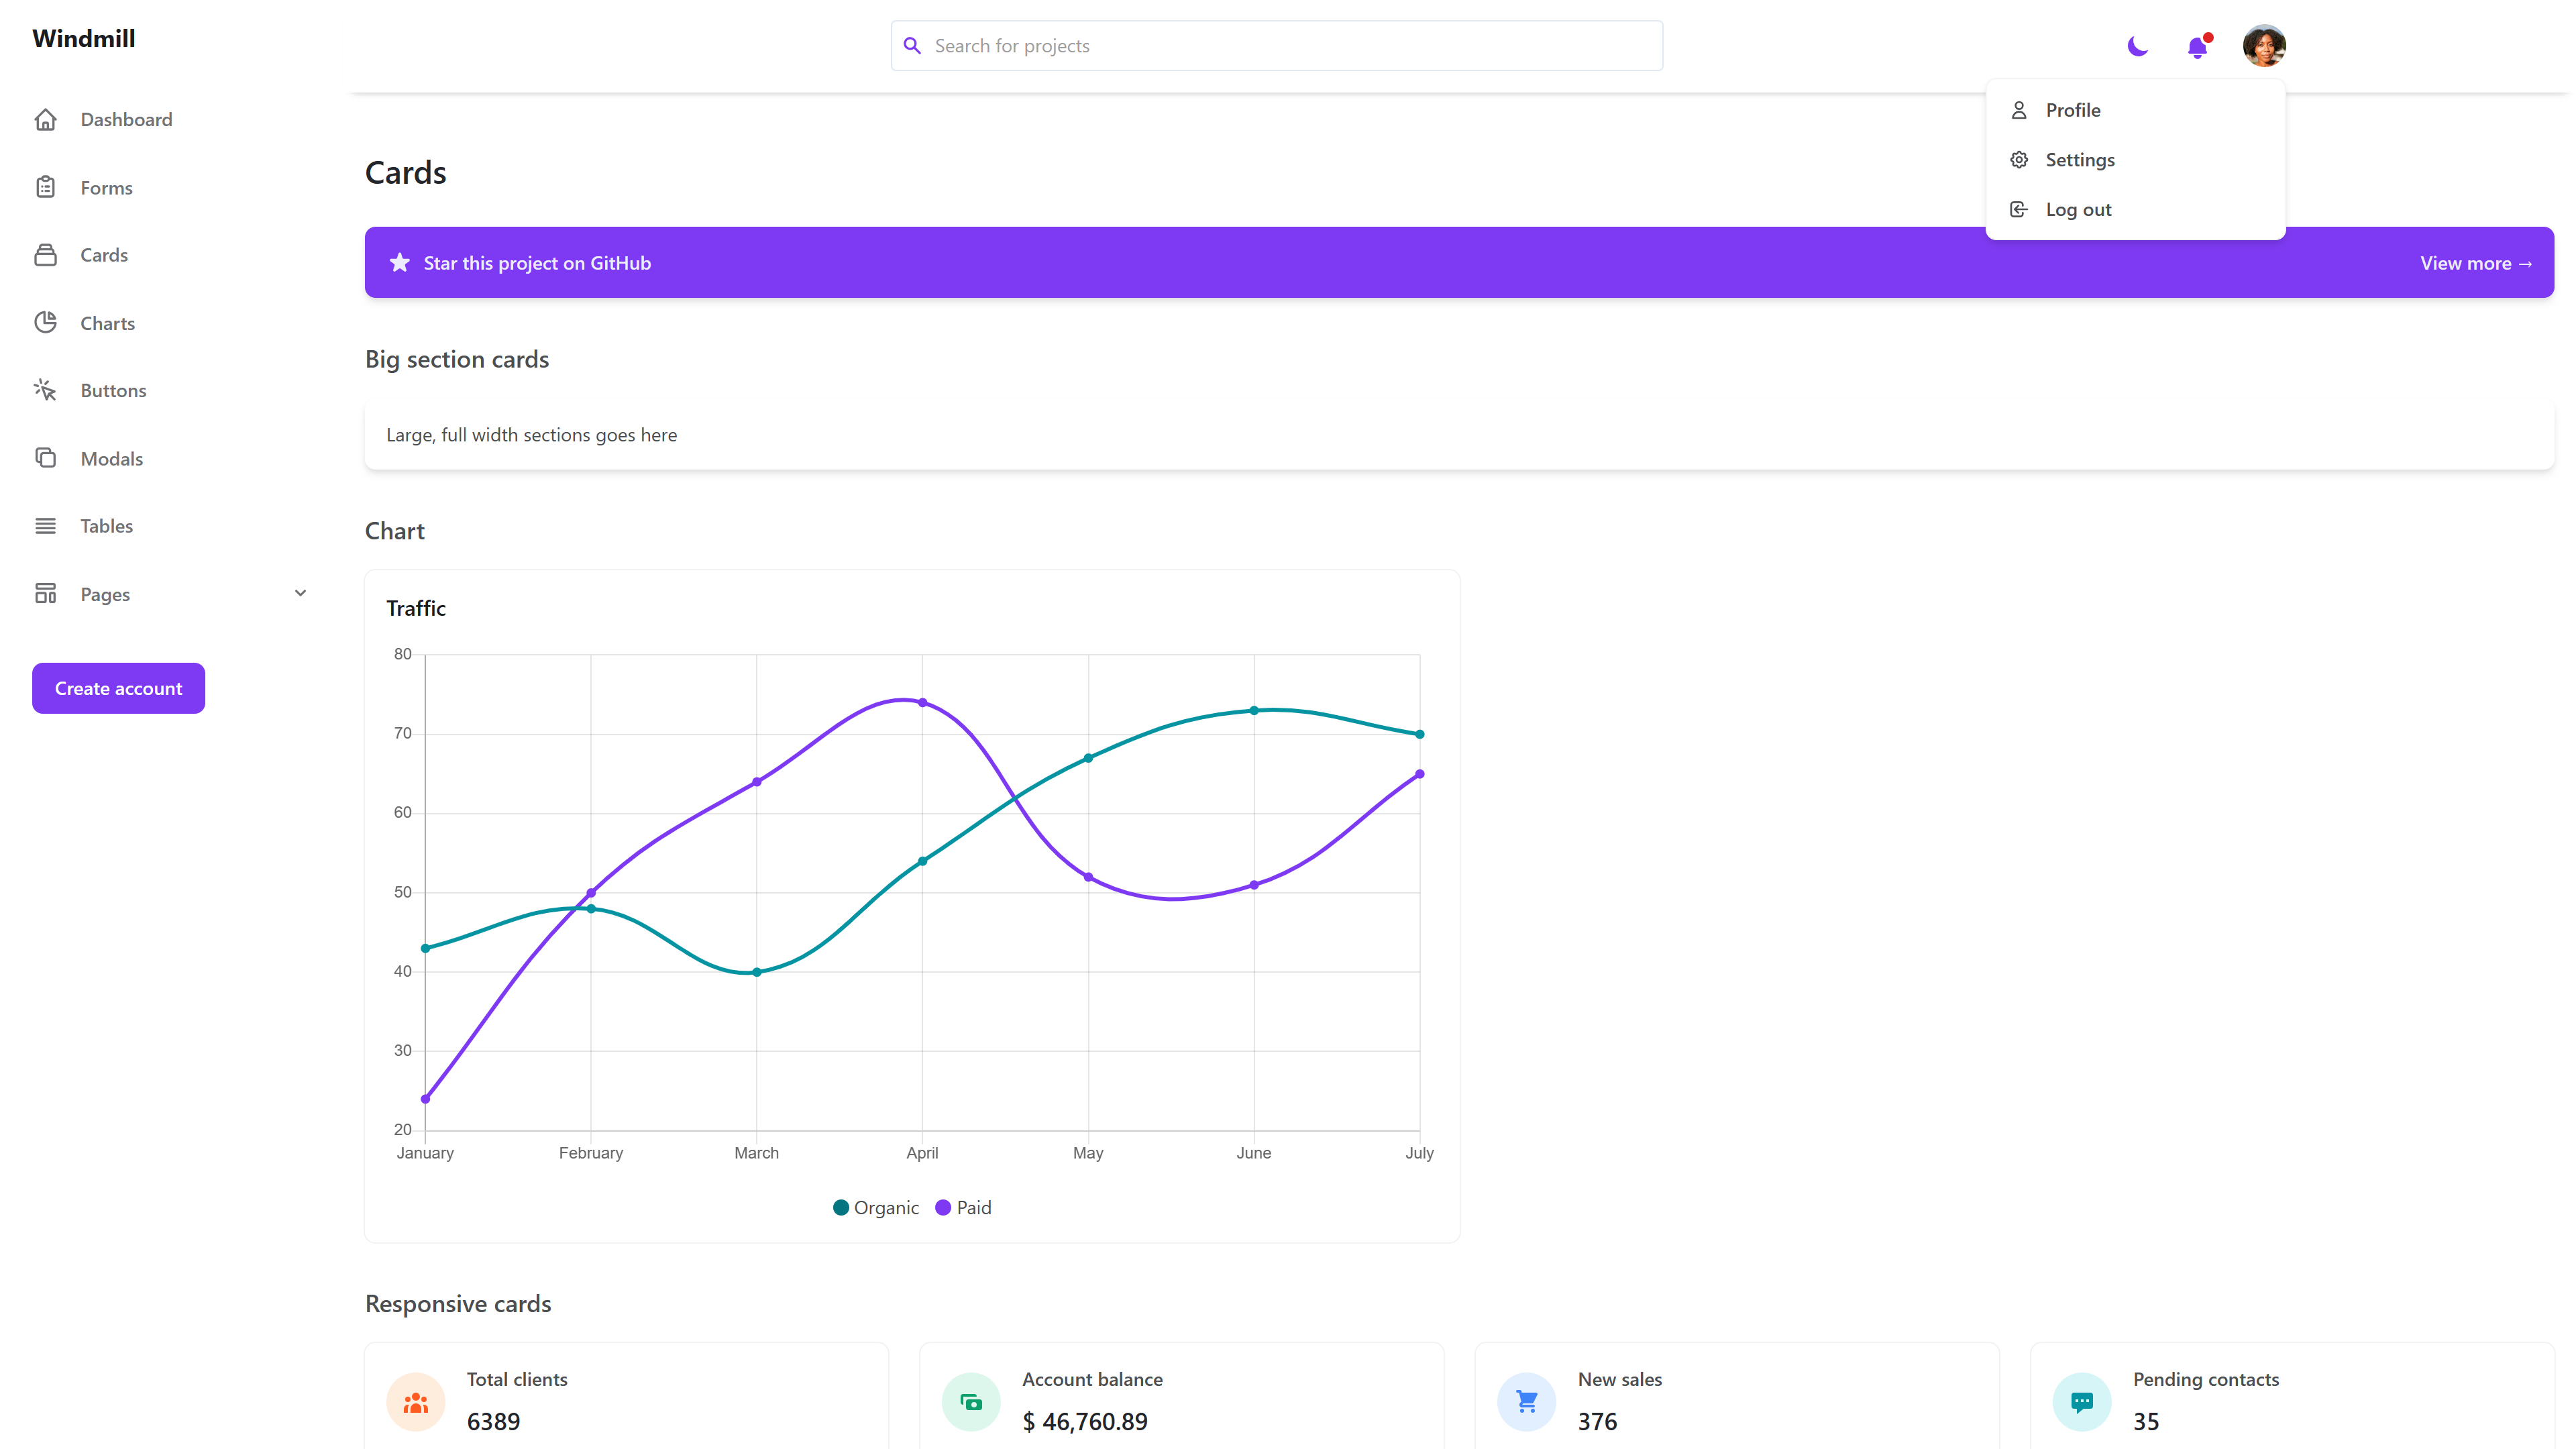 Windmill
Search for projects
Dashboard
Forms
Cards
Charts
Buttons
Modals
Tables
Pages
Create account
Profile
Settings
Log out
Cards
Star this project on GitHub
View more →
Big section cards
Large, full width sections goes here
Chart
Traffic
80
70
60
50
40
30
20
January February March April May June July
Organic Paid
Responsive cards
Total clients
6389
Account balance
$ 46,760.89
New sales
376
Pending contacts
35